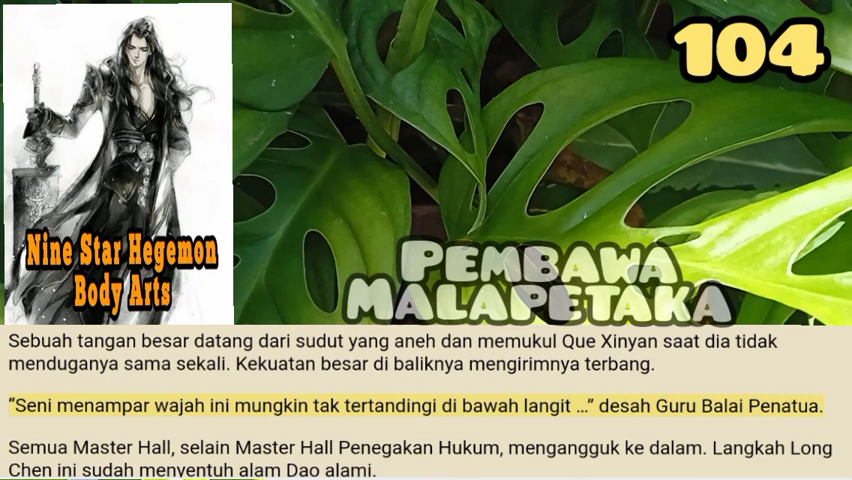 104
Nine Star Hegemon
Body Arts
PEMBAWA
MALAPETAKA
Sebuah tangan besar datang dari sudut yang aneh dan memukul Que Xinyan saat dia tidak
menduganya sama sekali. Kekuatan besar di baliknya mengirimnya terbang.
“Seni menampar wajah ini mungkin tak tertandingi di bawah langit …” desah Guru Balai Penatua.
Semua Master Hall, selain Master Hall Penegakan Hukum, mengangguk ke dalam. Langkah Long
Chen ini sudah menyentuh alam Dao alami.